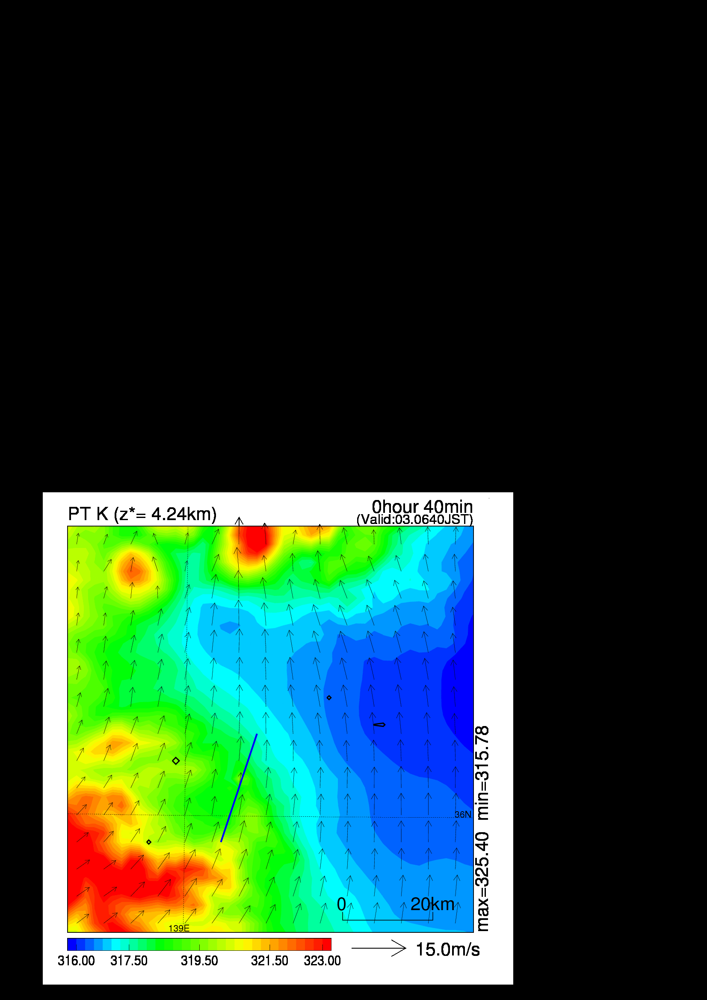 0hour 40min
PT K (z*= 4.24km)
(Valid:03.0640JST)
36N
max=325.40 min=315.78
0 20km
139E
15.0m/s
316.00 317.50 319.50 321.50 323.00